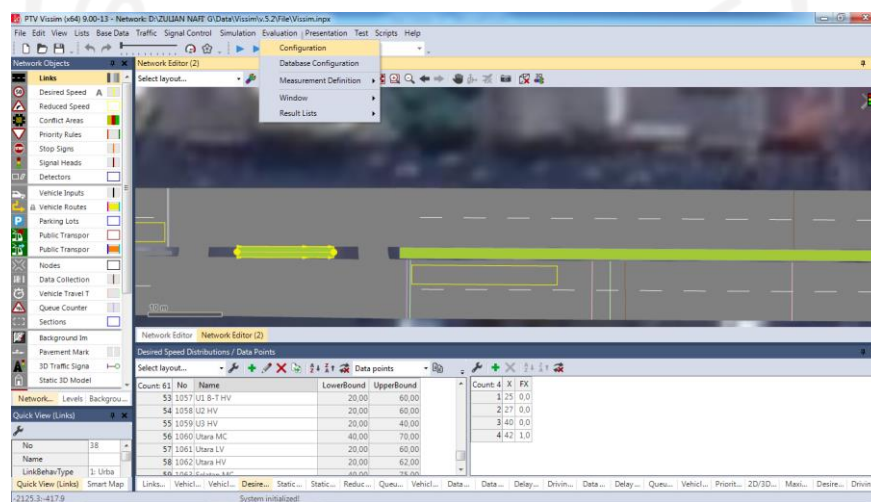 PTV Vissim (x64) 9.00-13 - Network: D:\ZULIAN NAFI' G\Data\Vissim\v.5.2\File\Vissim.inpx
File Edit View Lists Base Data Traffic Signal Control Simulation Evaluation Presentation Test Scripts Help
Configuration
Database Configuration
Measurement Definition
Window
Result Lists
Network Objects
Links
Desired Speed A
Reduced Speed
Conflict Areas
Priority Rules
Stop Signs
Signal Heads
Detectors
Vehicle Inputs
Vehicle Routes
Parking Lots
Public Transpor
Public Transpor
Nodes
Data Collection
Vehicle Travel T
Queue Counter
Sections
Background Im
Pavement Mark
3D Traffic Signa
Static 3D Model
Network... Levels Backgrou...
Quick View (Links)
No 38
Name
LinkBehavType 1: Urba
Quick View (Links) Smart Map
Network Editor (2)
Select layout...
10 m
Network Editor Network Editor (2)
Desired Speed Distributions / Data Points
Select layout... Data points
Count: 61 No Name LowerBound UpperBound
53 1057 U1 B-T HV 20,00 60,00
54 1058 U2 HV 20,00 60,00
55 1059 U3 HV 20,00 40,00
56 1060 Utara MC 40,00 70,00
57 1061 Utara LV 20,00 60,00
58 1062 Utara HV 20,00 62,00
59 1063 Selatan MC 40,00 75,00
Count: 4 X FX
1 25 0,0
2 27 0,0
3 40 0,0
4 42 1,0
Links... Vehicl... Vehicl... Desire... Static... Static... Reduc... Queu... Vehicl... Data... Data... Delay... Drivin... Data... Delay... Queu... Vehicl... Priorit... 2D/3D... Maxi... Desire... Drivin
-2125.3:-417.9 System initialized!